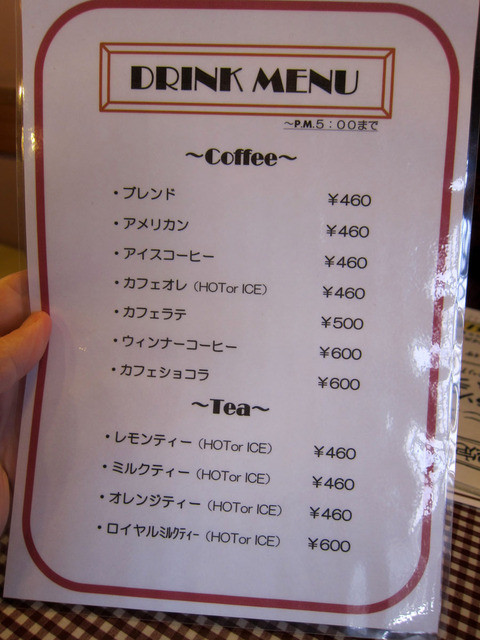 DRINK MENU
～P.M.5：00まで
～Coffee～
・ブレンド ￥460
・アメリカン ￥460
・アイスコーヒー ￥460
・カフェオレ（HOTor ICE） ￥460
・カフェラテ ￥500
・ウィンナーコーヒー ￥600
・カフェショコラ ￥600
～Tea～
・レモンティー（HOTor ICE） ￥460
・ミルクティー（HOTor ICE） ￥460
・オレンジティー（HOTor ICE） ￥460
・ロイヤルミルクティー（HOTor ICE） ￥600